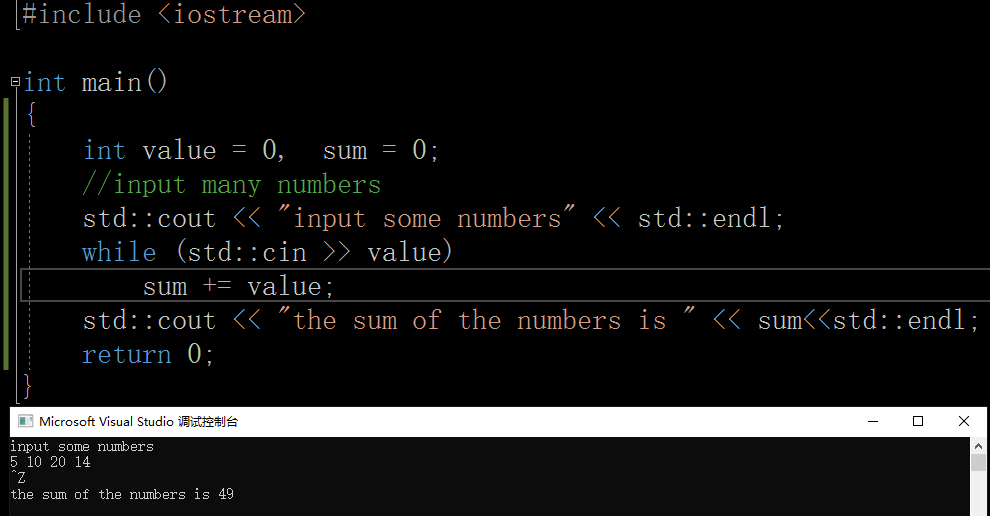 #include <iostream>
int main()
{
int value = 0,  sum = 0;
//input many numbers
std::cout << "input some numbers" << std::endl;
while (std::cin >> value)
sum += value;
std::cout << "the sum of the numbers is " << sum<<std::endl;
return 0;
}
Microsoft Visual Studio 调试控制台
input some numbers
5 10 20 14
^Z
the sum of the numbers is 49